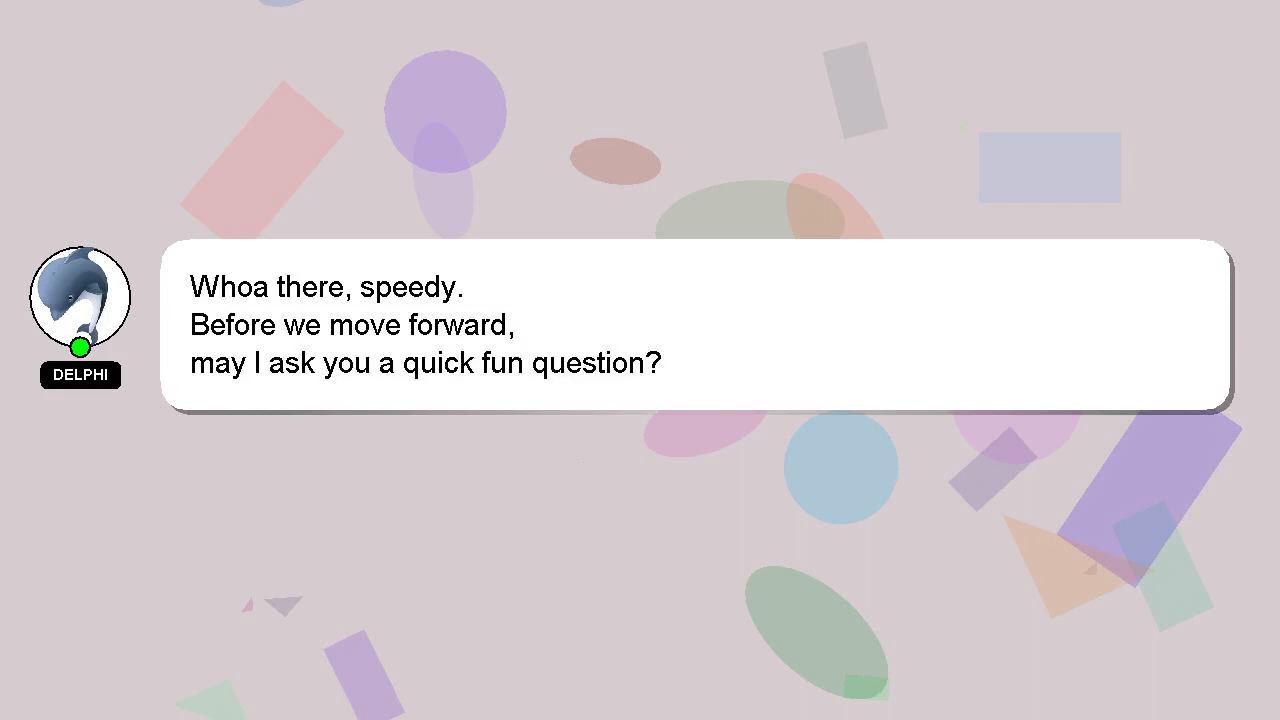 Whoa there, speedy.
Before we move forward,
may I ask you a quick fun question?
DELPHI